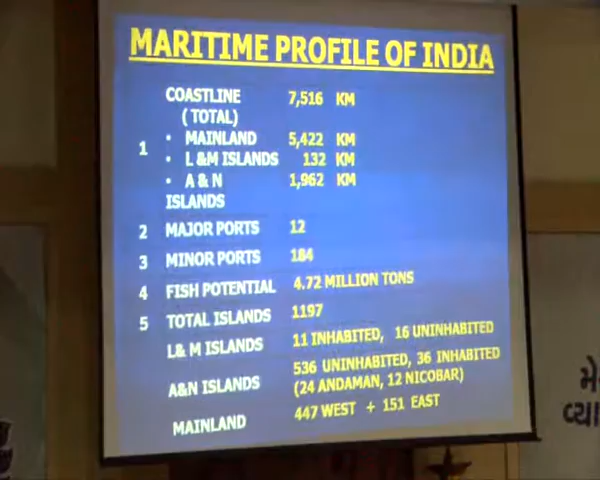 MARITIME PROFILE OF INDIA
COASTLINE 7,516 KM
(TOTAL)
1 • MAINLAND 5,422 KM
• L &M ISLANDS 132 KM
• A & N 1,962 KM
ISLANDS
2 MAJOR PORTS 12
3 MINOR PORTS 184
4 FISH POTENTIAL 4.72 MILLION TONS
5 TOTAL ISLANDS 1197
L& M ISLANDS 11 INHABITED, 16 UNINHABITED
A&N ISLANDS 536 UNINHABITED, 36 INHABITED
(24 ANDAMAN, 12 NICOBAR)
MAINLAND 447 WEST + 151 EAST